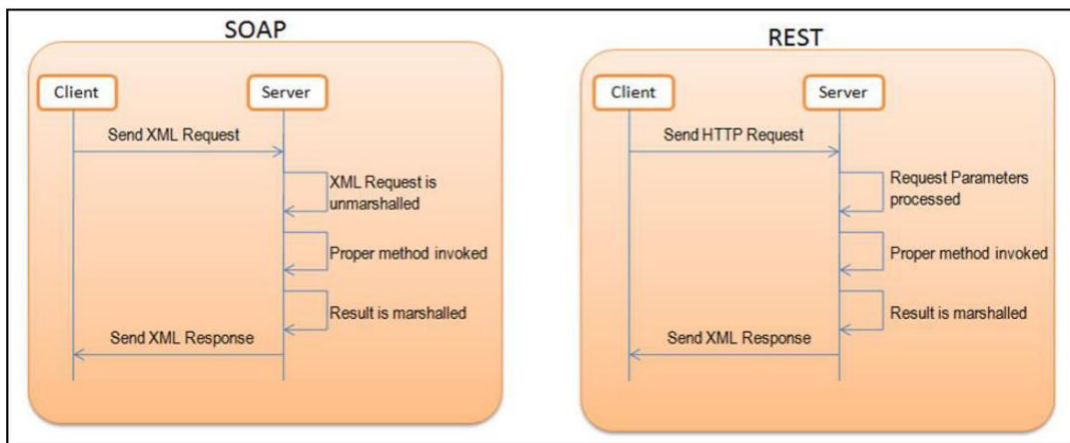 SOAP
Client
Server
Send XML Request
XML Request is
unmarshalled
Proper method invoked
Result is marshalled
Send XML Response
REST
Client
Server
Send HTTP Request
Request Parameters
processed
Proper method invoked
Result is marshalled
Send XML Response